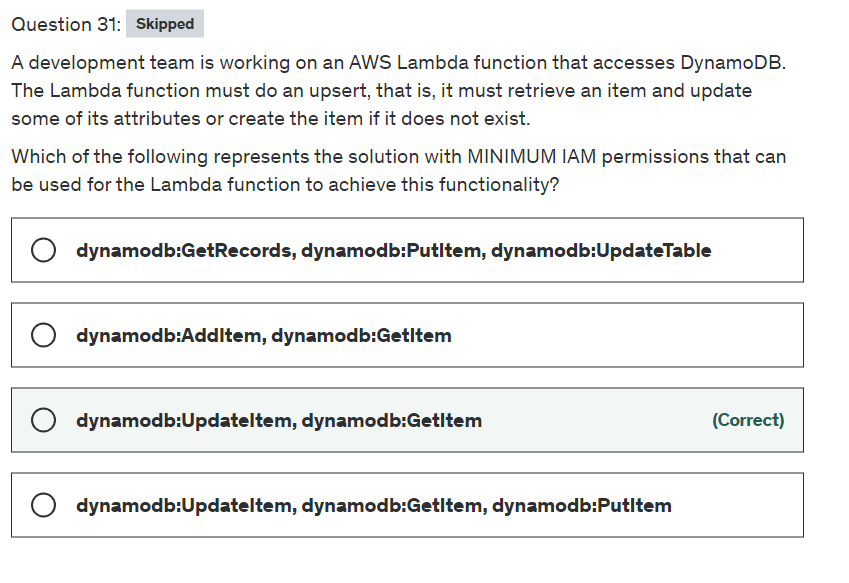 Question 31: Skipped
A development team is working on an AWS Lambda function that accesses DynamoDB.
The Lambda function must do an upsert, that is, it must retrieve an item and update
some of its attributes or create the item if it does not exist.
Which of the following represents the solution with MINIMUM IAM permissions that can
be used for the Lambda function to achieve this functionality?
dynamodb:GetRecords, dynamodb:PutItem, dynamodb:UpdateTable
dynamodb:AddItem, dynamodb:GetItem
dynamodb:UpdateItem, dynamodb:GetItem (Correct)
dynamodb:UpdateItem, dynamodb:GetItem, dynamodb:PutItem